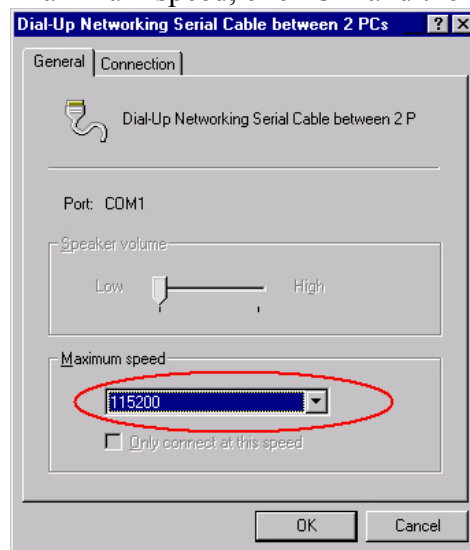 Dial-Up Networking Serial Cable between 2 PCs ? X
General Connection
Dial-Up Networking Serial Cable between 2 P
Port: COM1
Speaker volume
Low High
Maximum speed
115200
Only connect at this speed
OK Cancel